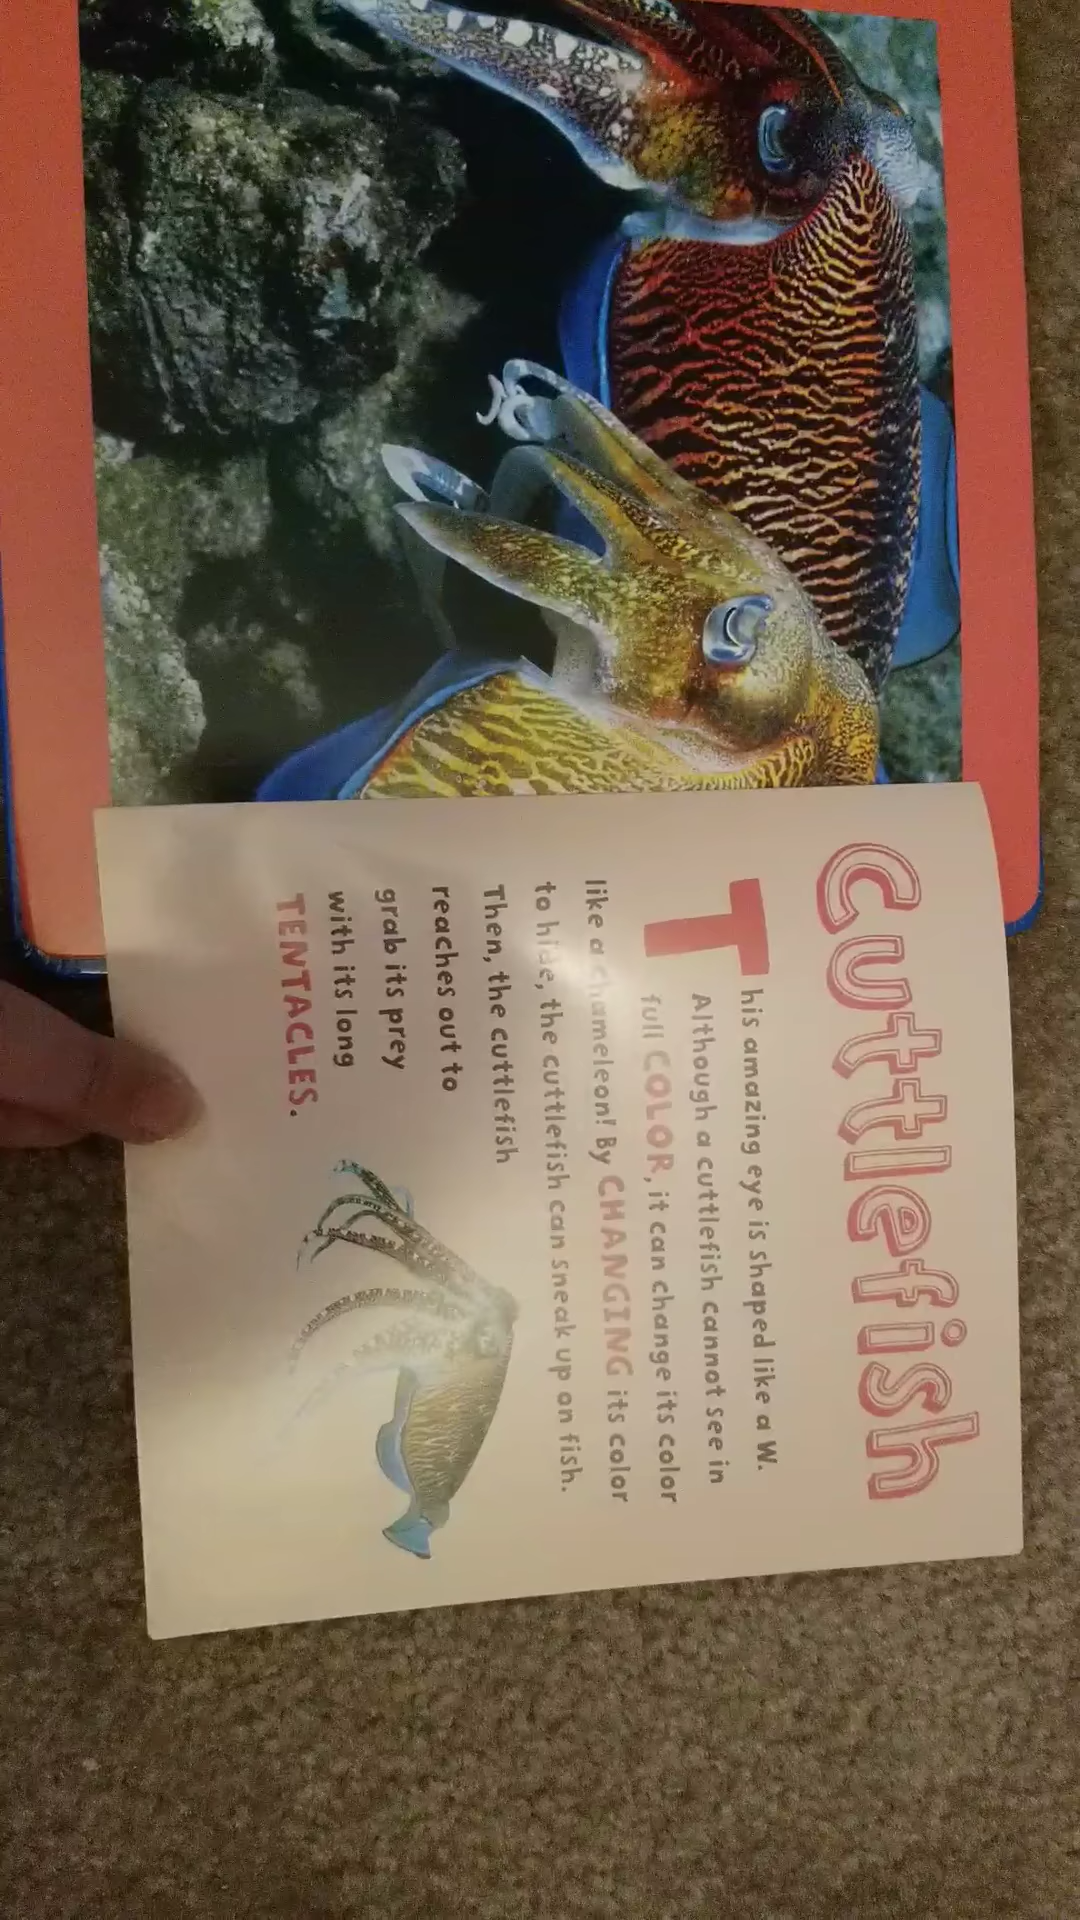 Cuttlefish
This amazing eye is shaped like a W.
Although a cuttlefish cannot see in
full COLOR, it can change its color
like a chameleon! By CHANGING its color
to hide, the cuttlefish can sneak up on fish.
Then, the cuttlefish
reaches out to
grab its prey
with its long
TENTACLES.